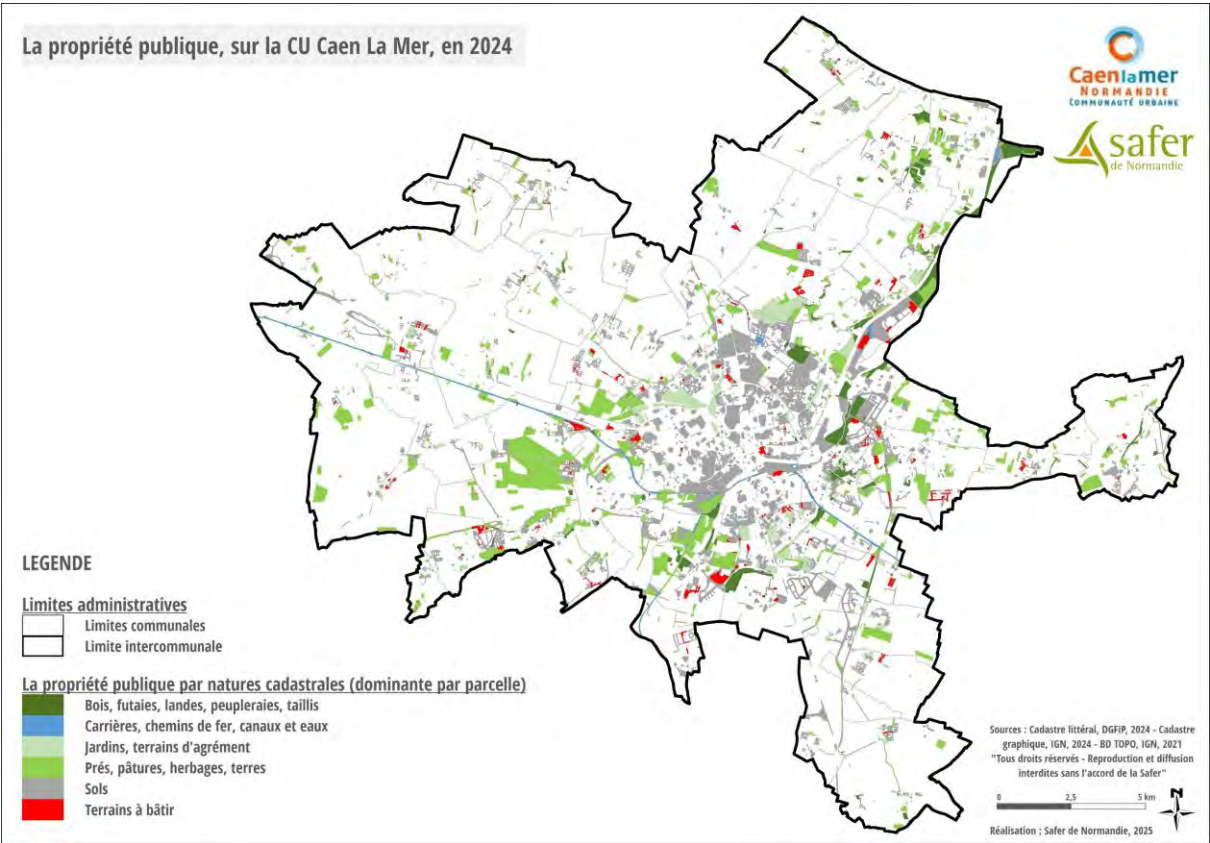 La propriété publique, sur la CU Caen La Mer, en 2024
Caenlamer
NORMANDIE
COMMUNAUTÉ URBAINE
safer
de Normandie
LEGENDE
Limites administratives
Limites communales
Limite intercommunale
La propriété publique par natures cadastrales (dominante par parcelle)
Bois, futaies, landes, peupleraies, taillis
Carrières, chemins de fer, canaux et eaux
Jardins, terrains d'agrément
Prés, pâtures, herbages, terres
Sols
Terrains à bâtir
Sources : Cadastre littéral, DGFiP, 2024 - Cadastre
graphique, IGN, 2024 - BD TOPO, IGN, 2021
"Tous droits réservés - Reproduction et diffusion
interdites sans l'accord de la Safer"
0 2,5 5 km
N
Réalisation : Safer de Normandie, 2025